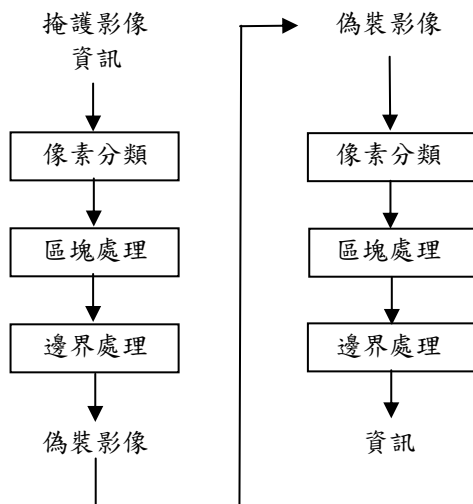 掩護影像
資訊
像素分類
區塊處理
邊界處理
偽裝影像
偽裝影像
像素分類
區塊處理
邊界處理
資訊